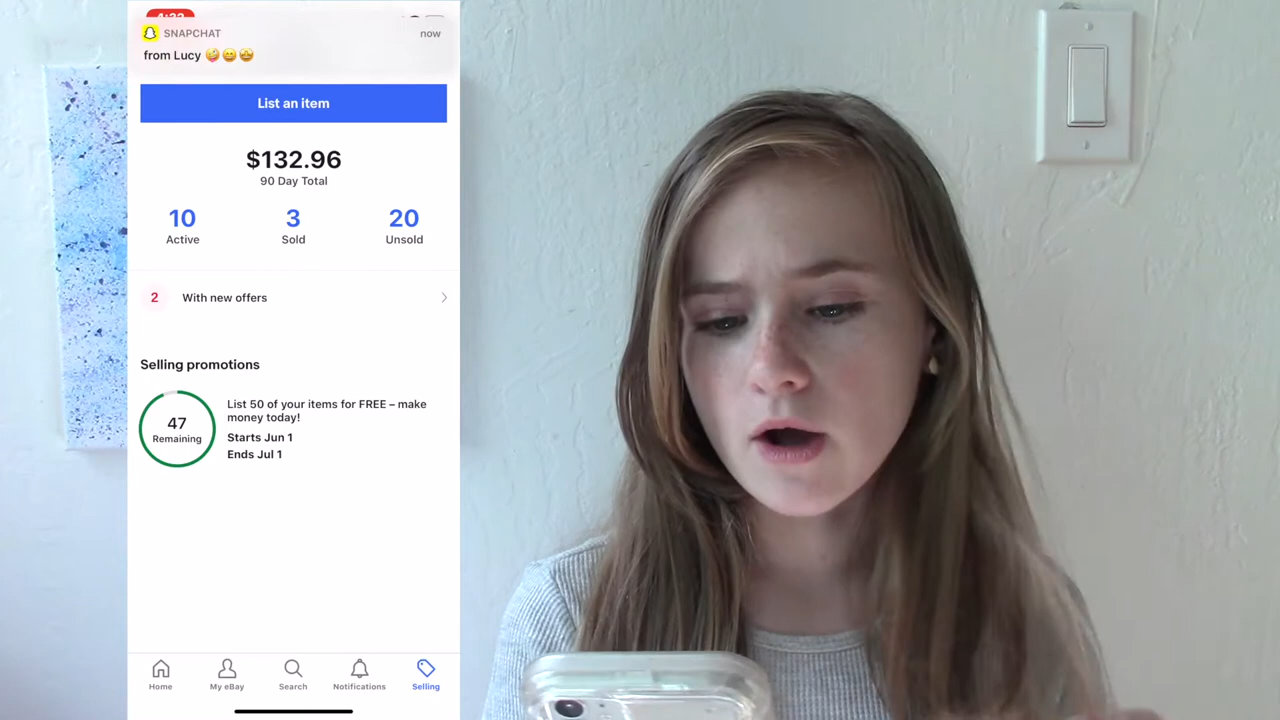 SNAPCHAT
now
from Lucy 🤪😄🤩
List an item
$132.96
90 Day Total
10
3
20
Active
Sold
Unsold
2
With new offers
Selling promotions
47
Remaining
List 50 of your items for FREE – make
money today!
Starts Jun 1
Ends Jul 1
Home
My eBay
Search
Notifications
Selling